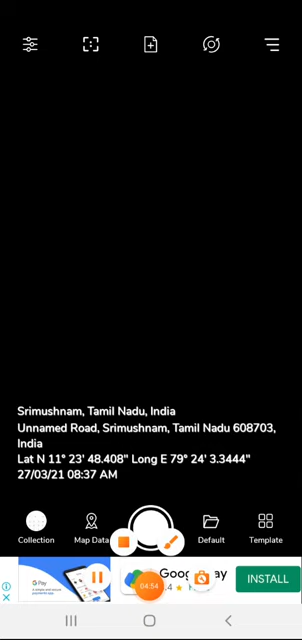 Srimushnam, Tamil Nadu, India
Unnamed Road, Srimushnam, Tamil Nadu 608703,
India
Lat N 11° 23' 48.408" Long E 79° 24' 3.3444"
27/03/21 08:37 AM
Collection
Map Data
Default
Template
G Pay
INSTALL
04:54